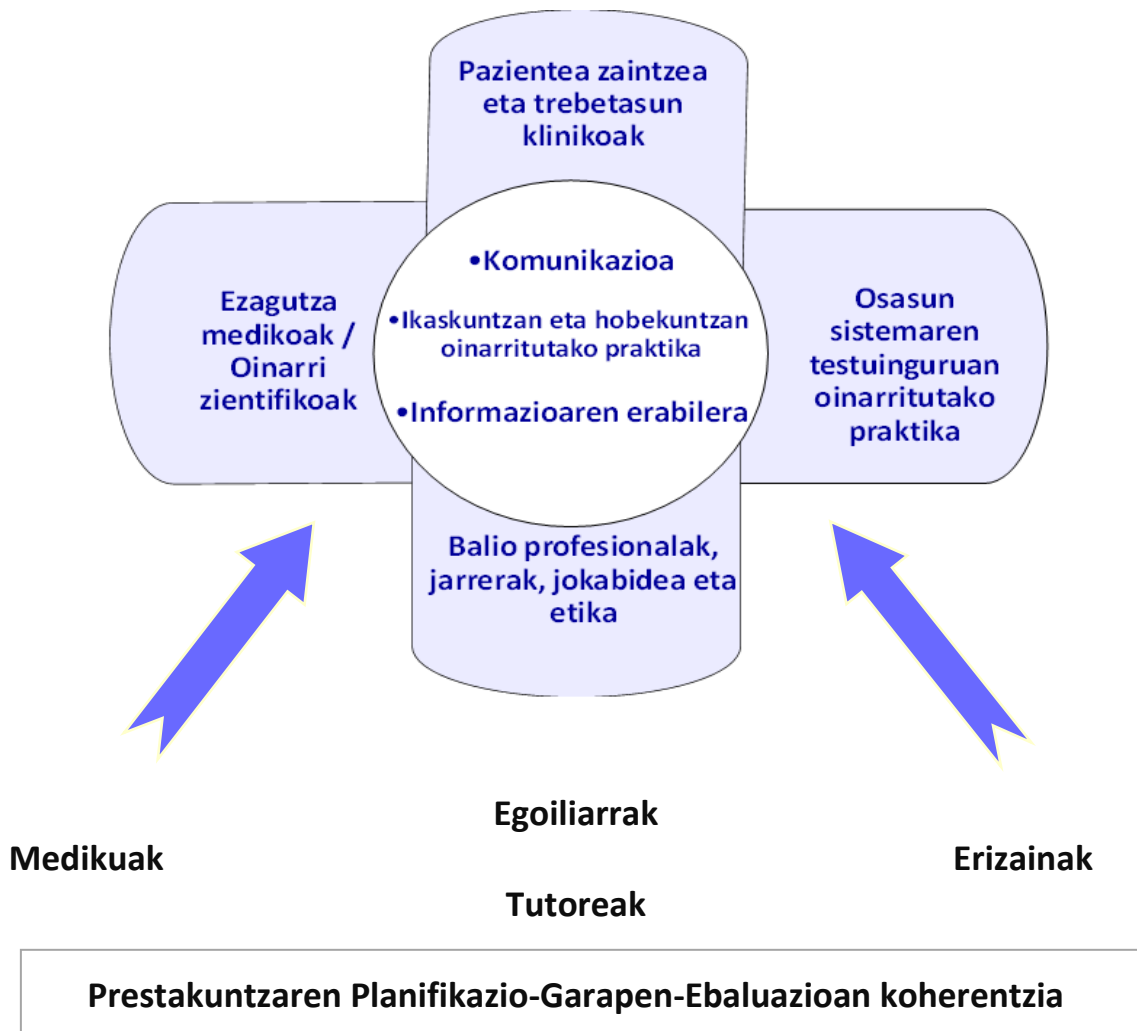 Pazientea zaintzea
eta trebetasun
klinikoak
Ezagutza
medikoak /
Oinarri
zientifikoak
•Komunikazioa
•Ikaskuntzan eta hobekuntzan
oinarritutako praktika
•Informazioaren erabilera
Osasun
sistemaren
testuinguruan
oinarritutako
praktika
Balio profesionalak,
jarrerak, jokabidea eta
etika
Egoiliarrak
Medikuak
Erizainak
Tutoreak
Prestakuntzaren Planifikazio-Garapen-Ebaluazioan koherentzia